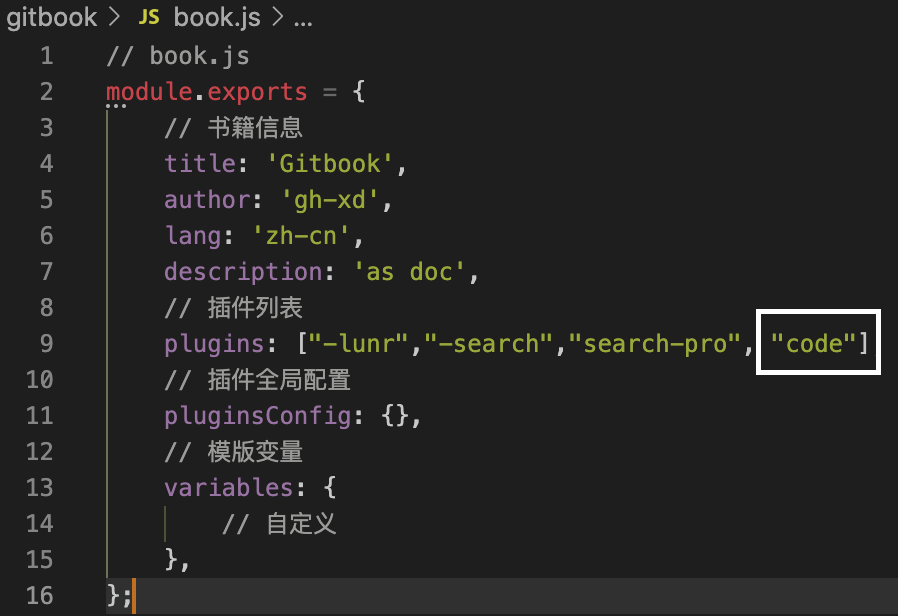 gitbook > JS book.js > ...
1 // book.js
2 module.exports = {
3 // 书籍信息
4 title: 'Gitbook',
5 author: 'gh-xd',
6 lang: 'zh-cn',
7 description: 'as doc',
8 // 插件列表
9 plugins: ["-lunr","-search","search-pro", "code"]
10 // 插件全局配置
11 pluginsConfig: {},
12 // 模版变量
13 variables: {
14 // 自定义
15 },
16 };